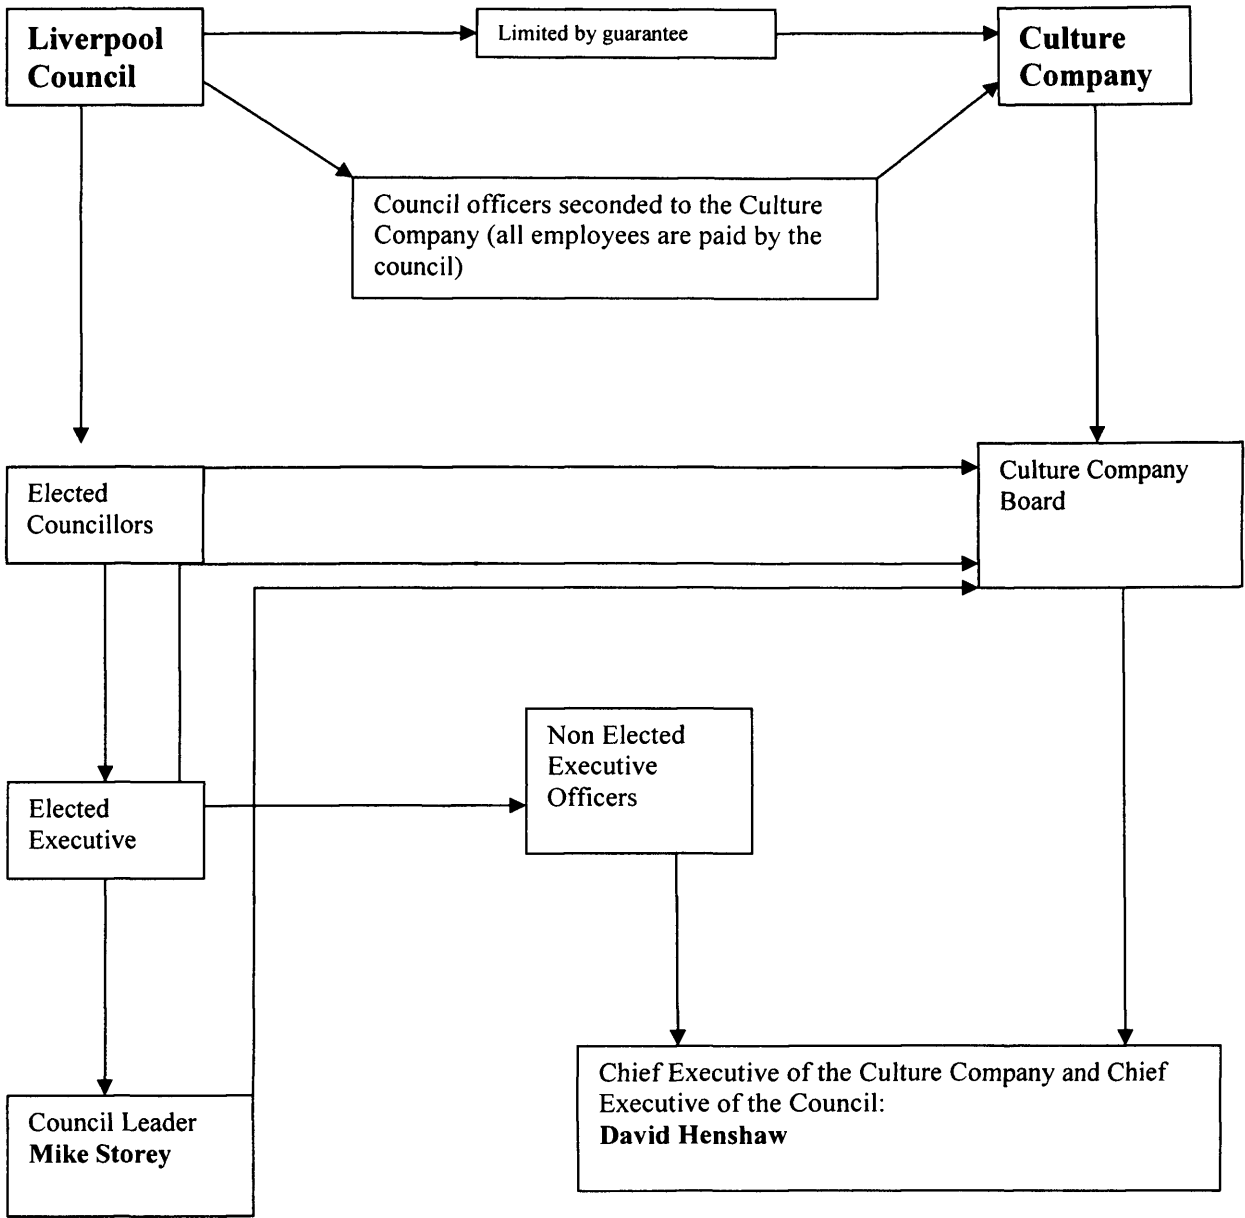 Liverpool
Council
Limited by guarantee
Culture
Company
Council officers seconded to the Culture
Company (all employees are paid by the
council)
Elected
Councillors
Culture Company
Board
Non Elected
Executive
Officers
Elected
Executive
Chief Executive of the Culture Company and Chief
Executive of the Council:
David Henshaw
Council Leader
Mike Storey